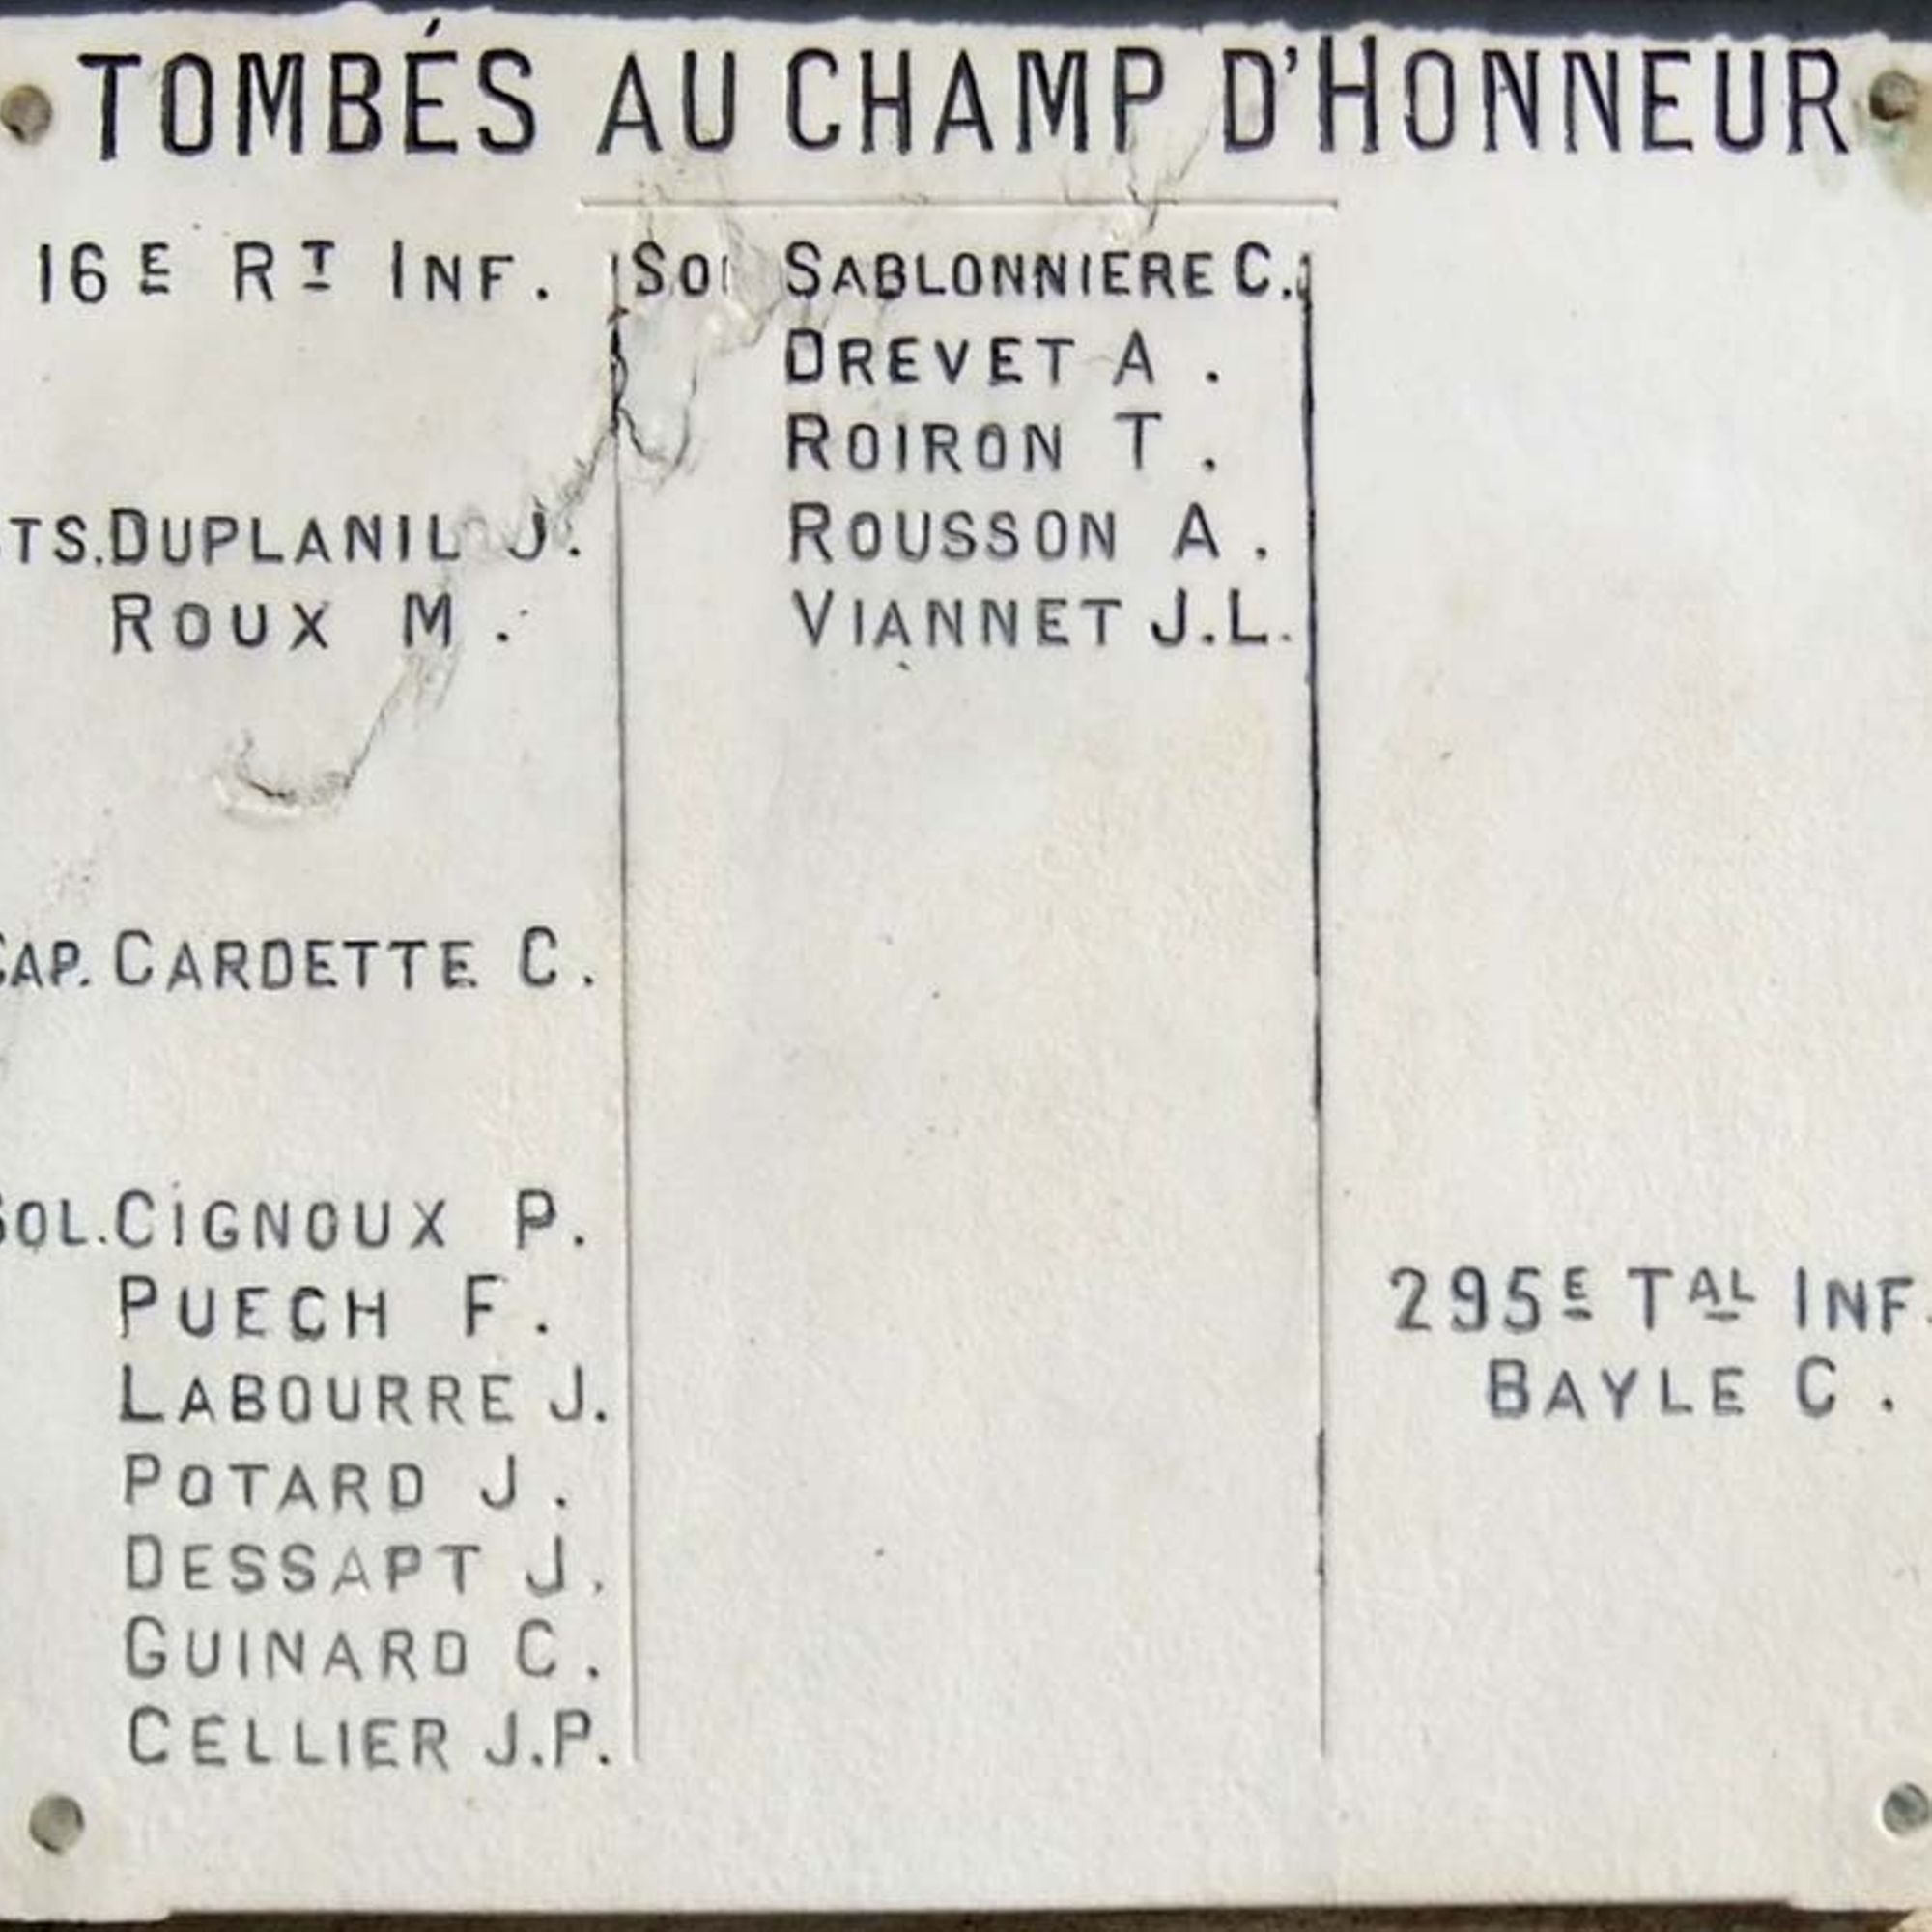 TOMBÉS AU CHAMP D'HONNEUR
16E RT INF.
TS. DUPLANIL J.
ROUX M.
CAP. CARDETTE C.
SOL. CIGNOUX P.
PUECH F.
LABOURRE J.
POTARD J.
DESSAPT J.
GUINARD C.
CELLIER J.P.
SABLONNIERE C.
DREVET A.
ROIRON T.
ROUSSON A.
VIANNET J.L.
295E TAL INF.
BAYLE C.